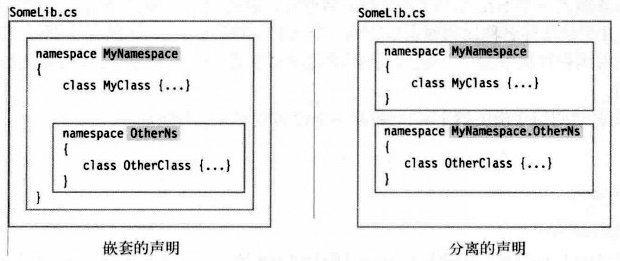 SomeLib.cs
namespace MyNamespace
{
class MyClass {...}
namespace OtherNs
{
class OtherClass {...}
}
}
嵌套的声明
SomeLib.cs
namespace MyNamespace
{
class MyClass {...}
}
namespace MyNamespace.OtherNs
{
class OtherClass {...}
}
分离的声明